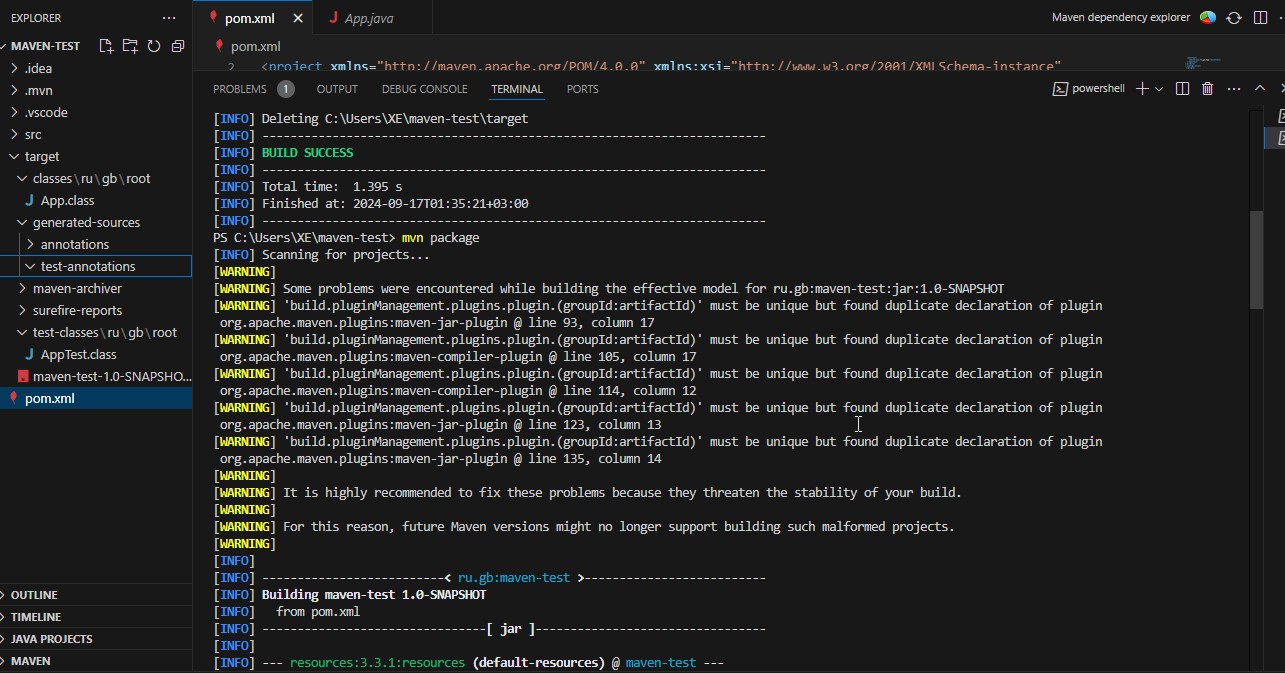 EXPLORER
MAVEN-TEST
.idea
.mvn
.vscode
src
target
classes\ru\gb\root
J App.class
generated-sources
annotations
test-annotations
maven-archiver
surefire-reports
test-classes\ru\gb\root
J AppTest.class
maven-test-1.0-SNAPSHO...
pom.xml
OUTLINE
TIMELINE
JAVA PROJECTS
MAVEN
pom.xml
J App.java
Maven dependency explorer
pom.xml
2 <project xmlns="http://maven.apache.org/POM/4.0.0" xmlns:xsi="http://www.w3.org/2001/XMLSchema-instance"
PROBLEMS 1 OUTPUT DEBUG CONSOLE TERMINAL PORTS
powershell
[INFO] Deleting C:\Users\XE\maven-test\target
[INFO] ------------------------------------------------------------------------
[INFO] BUILD SUCCESS
[INFO] ------------------------------------------------------------------------
[INFO] Total time:  1.395 s
[INFO] Finished at: 2024-09-17T01:35:21+03:00
[INFO] ------------------------------------------------------------------------
PS C:\Users\XE\maven-test> mvn package
[INFO] Scanning for projects...
[WARNING]
[WARNING] Some problems were encountered while building the effective model for ru.gb:maven-test:jar:1.0-SNAPSHOT
[WARNING] 'build.pluginManagement.plugins.plugin.(groupId:artifactId)' must be unique but found duplicate declaration of plugin
org.apache.maven.plugins:maven-jar-plugin @ line 93, column 17
[WARNING] 'build.pluginManagement.plugins.plugin.(groupId:artifactId)' must be unique but found duplicate declaration of plugin
org.apache.maven.plugins:maven-compiler-plugin @ line 105, column 17
[WARNING] 'build.pluginManagement.plugins.plugin.(groupId:artifactId)' must be unique but found duplicate declaration of plugin
org.apache.maven.plugins:maven-compiler-plugin @ line 114, column 12
[WARNING] 'build.pluginManagement.plugins.plugin.(groupId:artifactId)' must be unique but found duplicate declaration of plugin
org.apache.maven.plugins:maven-jar-plugin @ line 123, column 13
[WARNING] 'build.pluginManagement.plugins.plugin.(groupId:artifactId)' must be unique but found duplicate declaration of plugin
org.apache.maven.plugins:maven-jar-plugin @ line 135, column 14
[WARNING]
[WARNING] It is highly recommended to fix these problems because they threaten the stability of your build.
[WARNING]
[WARNING] For this reason, future Maven versions might no longer support building such malformed projects.
[WARNING]
[INFO]
[INFO] --------------------------< ru.gb:maven-test >--------------------------
[INFO] Building maven-test 1.0-SNAPSHOT
[INFO]   from pom.xml
[INFO] --------------------------------[ jar ]---------------------------------
[INFO]
[INFO] --- resources:3.3.1:resources (default-resources) @ maven-test ---